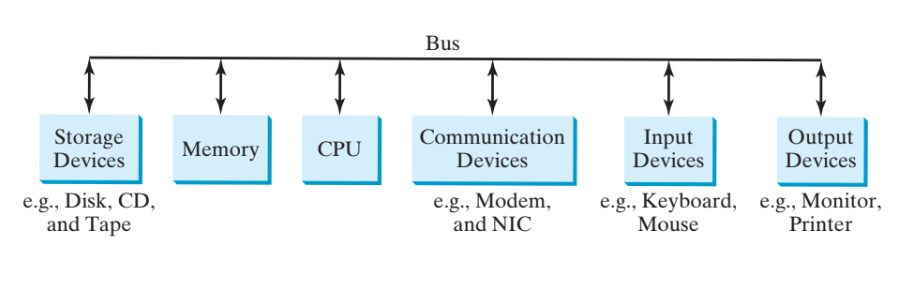 Bus
Storage
Devices
Memory
CPU
Communication
Devices
Input
Devices
Output
Devices
e.g., Disk, CD,
and Tape
e.g., Modem,
and NIC
e.g., Keyboard,
Mouse
e.g., Monitor,
Printer